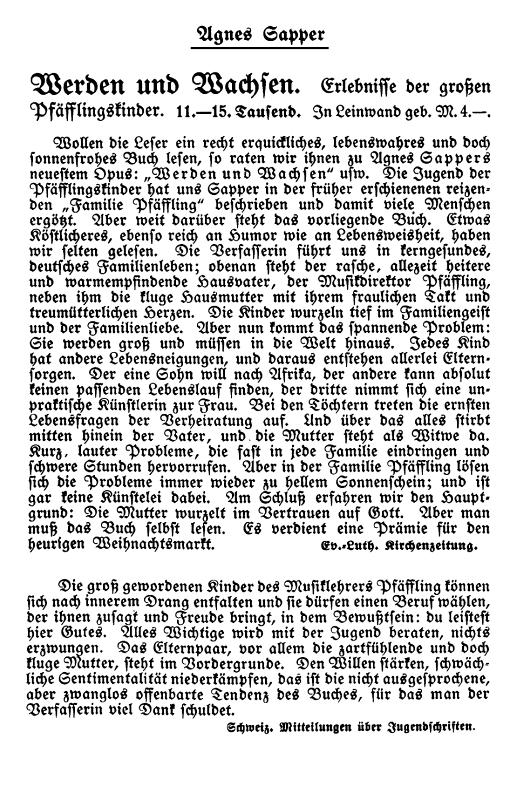 Agnes Sapper
Werden und Wachsen. Erlebnisse der großen
Pfäfflingskinder. 11.—15. Tausend. In Leinwand geb. M. 4.—.
Wollen die Leser ein recht erquickliches, lebenswahres und doch
sonnenfrohes Buch lesen, so raten wir ihnen zu Agnes Sappers
neuestem Opus: „Werden und Wachsen“ usw. Die Jugend der
Pfäfflingskinder hat uns Sapper in der früher erschienenen reizen-
den „Familie Pfäffling“ beschrieben und damit viele Menschen
ergötzt. Aber weit darüber steht das vorliegende Buch. Etwas
Köstlicheres, ebenso reich an Humor wie an Lebensweisheit, haben
wir selten gelesen. Die Verfasserin führt uns in kerngesundes,
deutsches Familienleben; obenan steht der rasche, allezeit heitere
und warmempfindende Hausvater, der Musikdirektor Pfäffling,
neben ihm die kluge Hausmutter mit ihrem fraulichen Takt und
treumütterlichen Herzen. Die Kinder wurzeln tief im Familiengeist
und der Familienliebe. Aber nun kommt das spannende Problem:
Sie werden groß und müssen in die Welt hinaus. Jedes Kind
hat andere Lebensneigungen, und daraus entstehen allerlei Eltern-
sorgen. Der eine Sohn will nach Afrika, der andere kann absolut
keinen passenden Lebenslauf finden, der dritte nimmt sich eine un-
praktische Künstlerin zur Frau. Bei den Töchtern treten die ernsten
Lebensfragen der Verheiratung auf. Und über das alles stirbt
mitten hinein der Vater, und die Mutter steht als Witwe da.
Kurz, lauter Probleme, die fast in jede Familie eindringen und
schwere Stunden hervorrufen. Aber in der Familie Pfäffling lösen
sich die Probleme immer wieder zu hellem Sonnenschein; und ist
gar keine Künstelei dabei. Am Schluß erfahren wir den Haupt-
grund: Die Mutter wurzelt im Vertrauen auf Gott. Aber man
muß das Buch selbst lesen. Es verdient eine Prämie für den
heurigen Weihnachtsmarkt. Ev.-Luth. Kirchenzeitung.
Die groß gewordenen Kinder des Musiklehrers Pfäffling können
sich nach innerem Drang entfalten und sie dürfen einen Beruf wählen,
der ihnen zusagt und Freude bringt, in dem Bewußtsein: du leistest
hier Gutes. Alles Wichtige wird mit der Jugend beraten, nichts
erzwungen. Das Elternpaar, vor allem die zartfühlende und doch
kluge Mutter, steht im Vordergrunde. Den Willen stärken, schwäch-
liche Sentimentalität niederkämpfen, das ist die nicht ausgesprochene,
aber zwanglos offenbarte Tendenz des Buches, für das man der
Verfasserin viel Dank schuldet.
Schweiz. Mitteilungen über Jugendschriften.